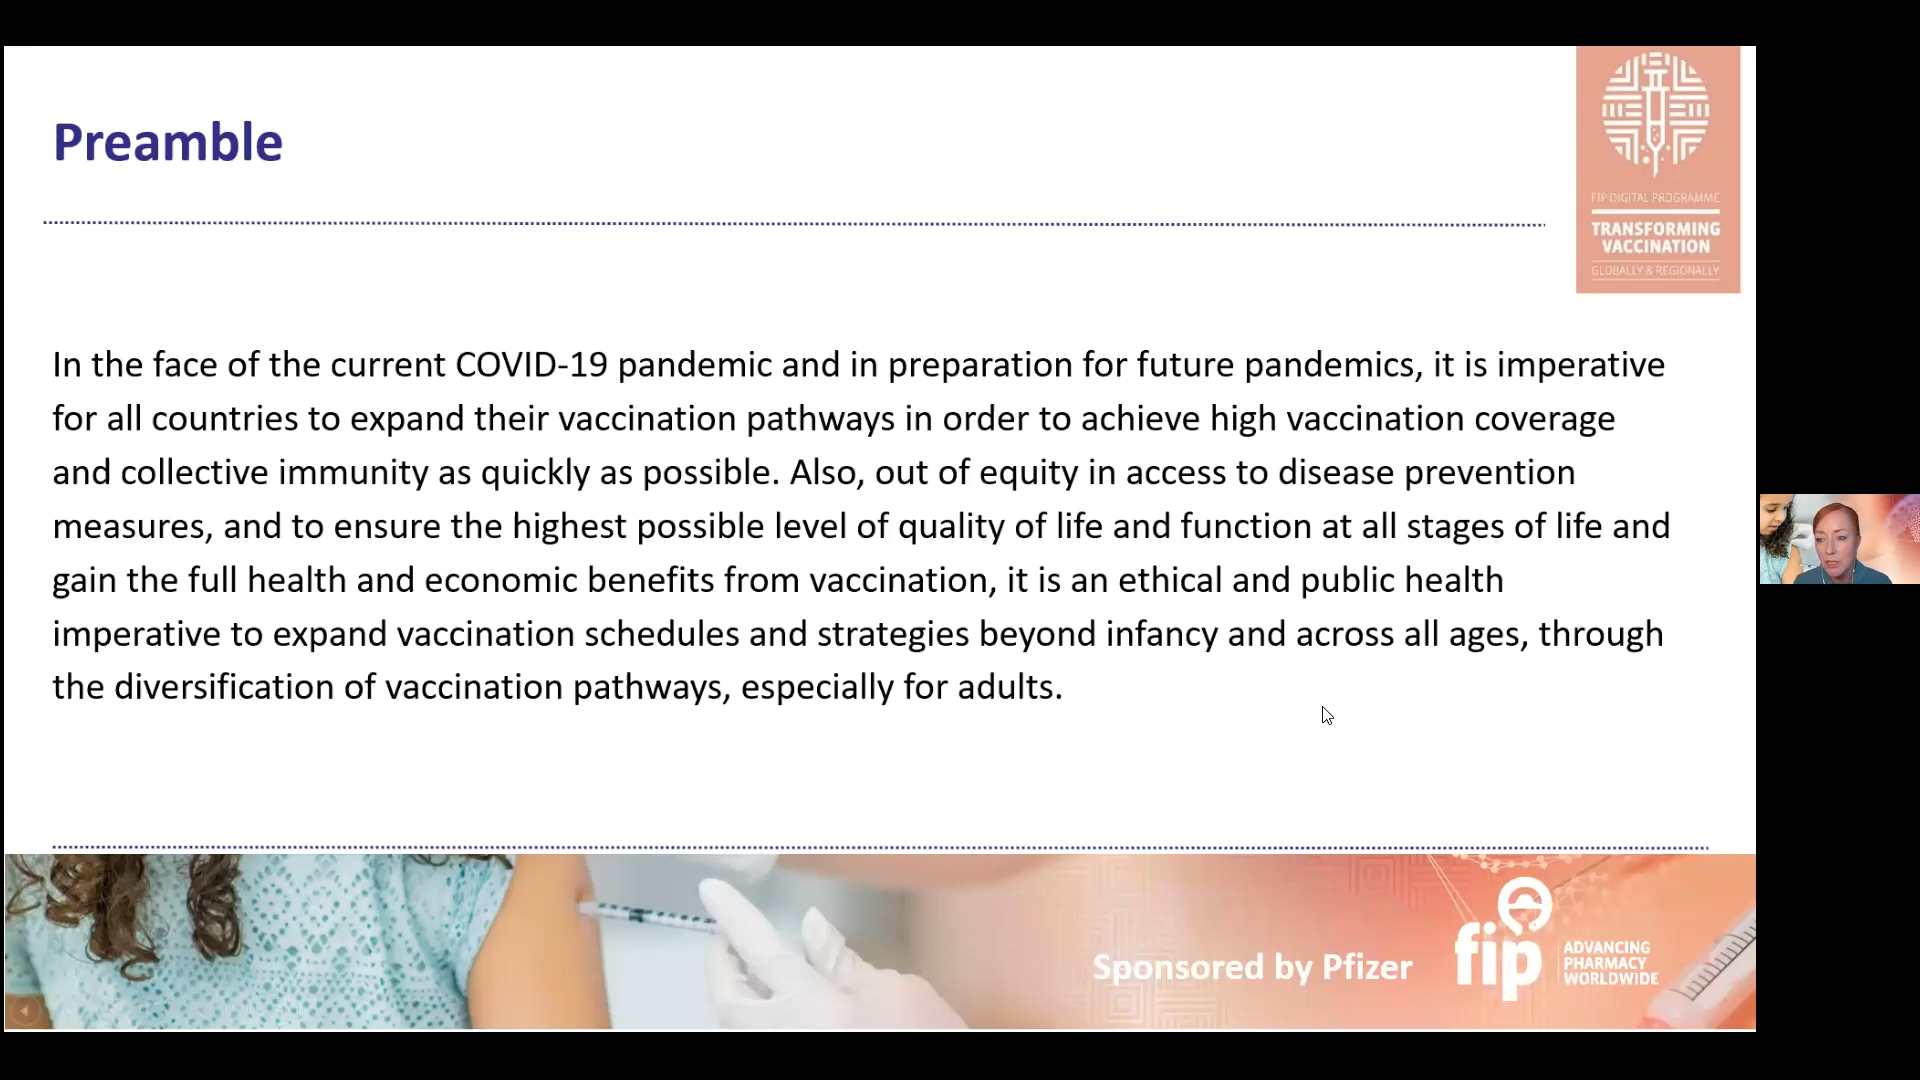 Preamble
FIP DIGITAL PROGRAMME
TRANSFORMING
VACCINATION
GLOBALLY & REGIONALLY
In the face of the current COVID-19 pandemic and in preparation for future pandemics, it is imperative
for all countries to expand their vaccination pathways in order to achieve high vaccination coverage
and collective immunity as quickly as possible. Also, out of equity in access to disease prevention
measures, and to ensure the highest possible level of quality of life and function at all stages of life and
gain the full health and economic benefits from vaccination, it is an ethical and public health
imperative to expand vaccination schedules and strategies beyond infancy and across all ages, through
the diversification of vaccination pathways, especially for adults.
Sponsored by Pfizer
fip
ADVANCING
PHARMACY
WORLDWIDE